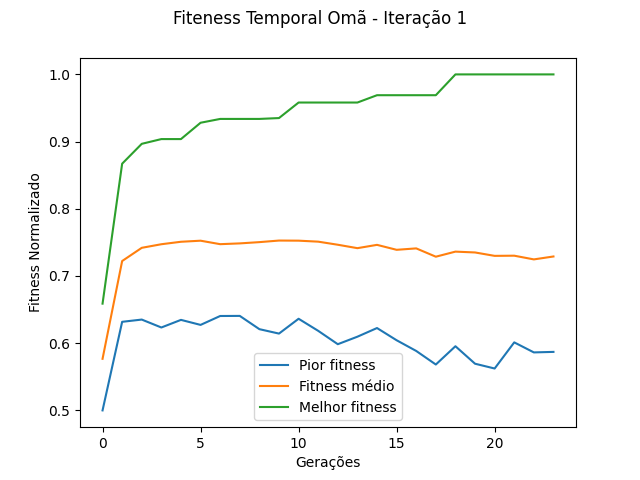 Fiteness Temporal Omã - Iteração 1
1.0
0.9
0.8
0.7
0.6
0.5
Fitness Normalizado
Pior fitness
Fitness médio
Melhor fitness
0 5 10 15 20
Gerações